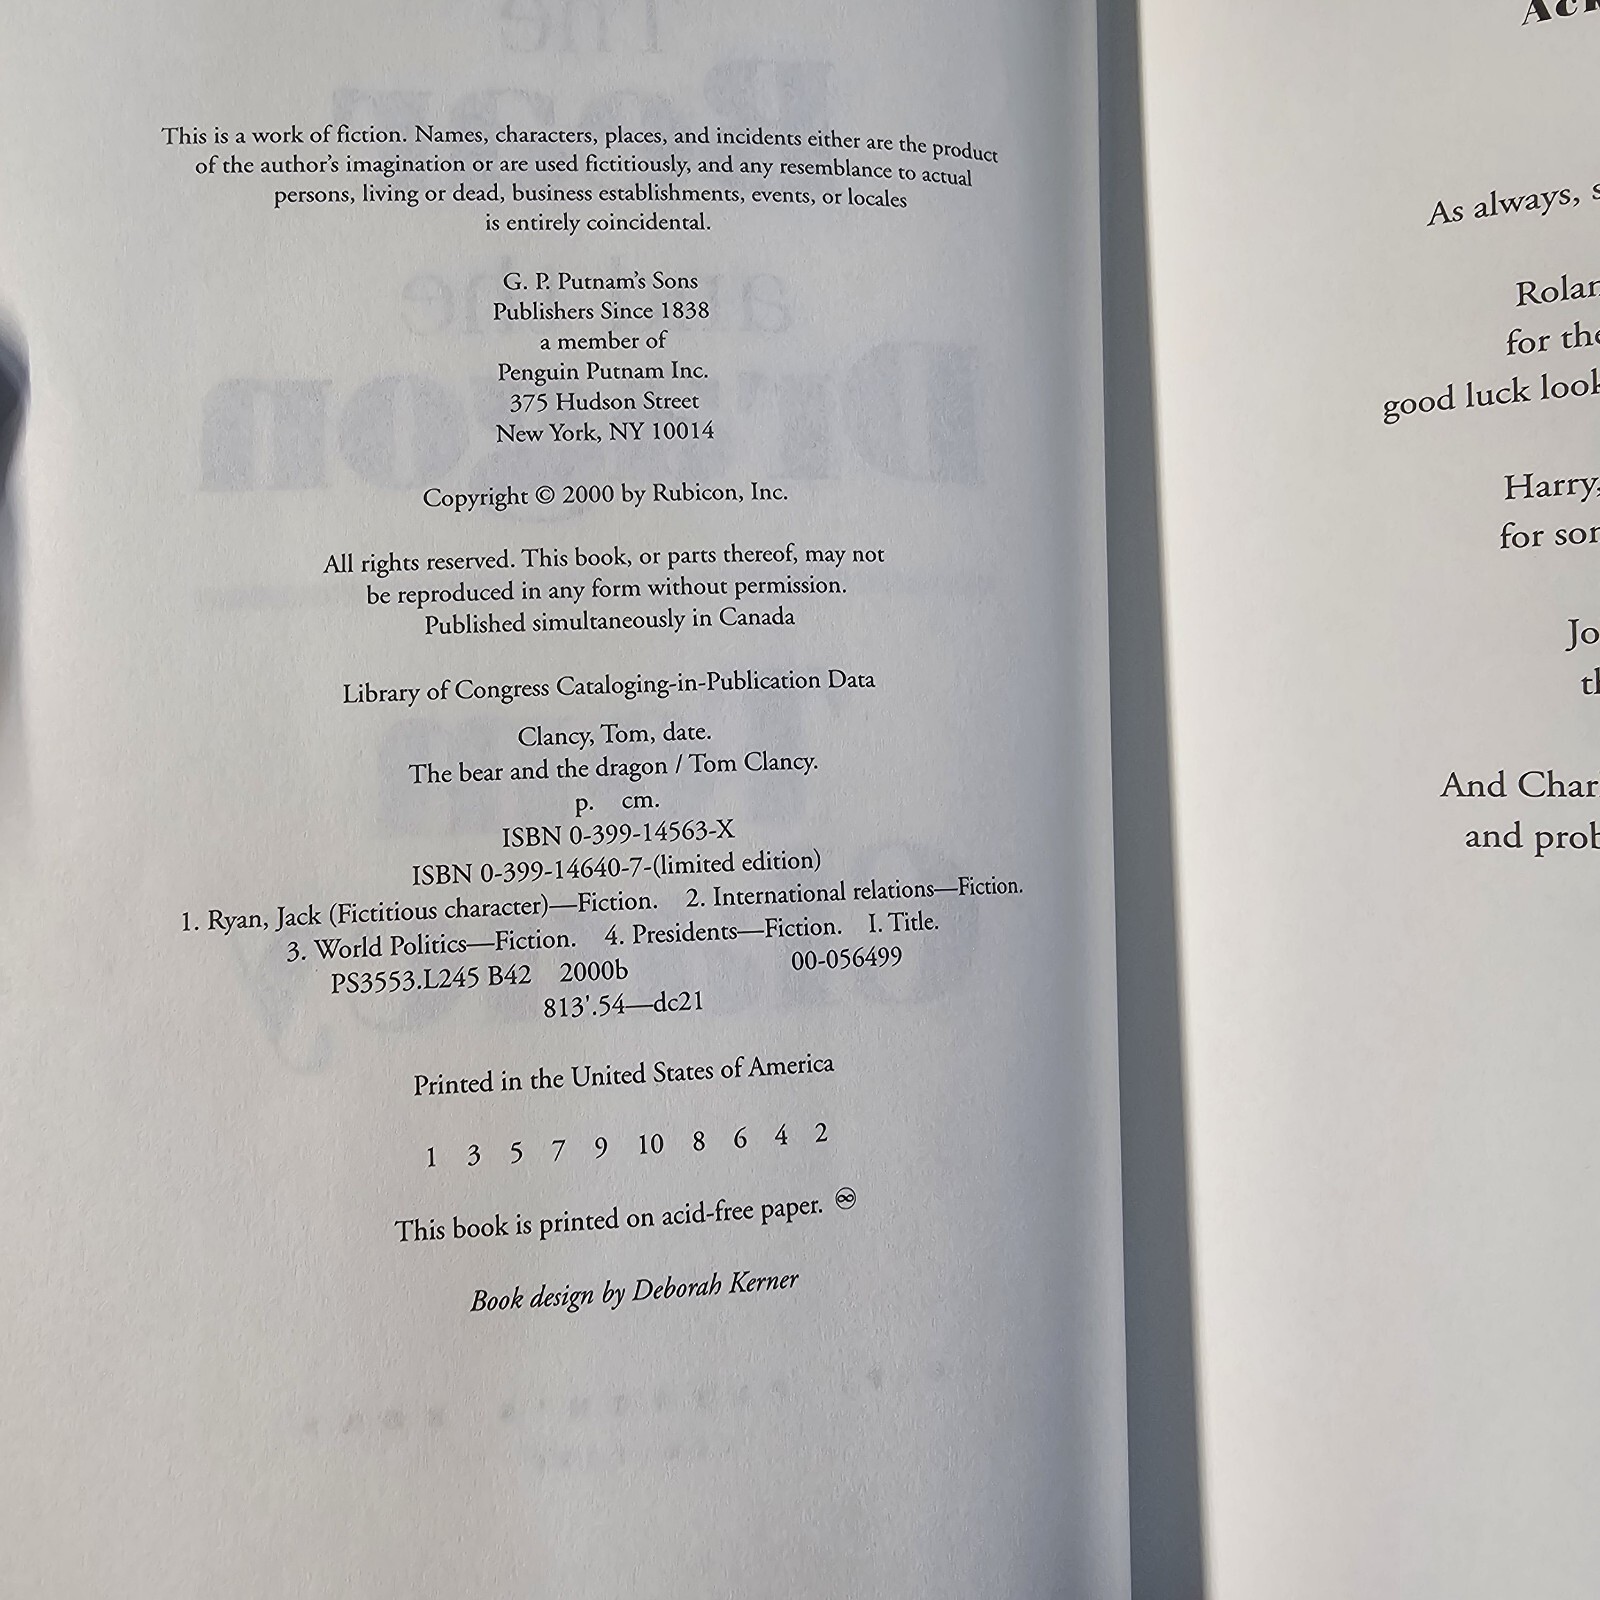 This is a work of fiction. Names, characters, places, and incidents either are the product
of the author's imagination or are used fictitiously, and any resemblance to actual
persons, living or dead, business establishments, events, or locales
is entirely coincidental.
G. P. Putnam's Sons
Publishers Since 1838
a member of
Penguin Putnam Inc.
375 Hudson Street
New York, NY 10014
Copyright © 2000 by Rubicon, Inc.
All rights reserved. This book, or parts thereof, may not
be reproduced in any form without permission.
Published simultaneously in Canada
Library of Congress Cataloging-in-Publication Data
Clancy, Tom, date.
The bear and the dragon / Tom Clancy.
p. cm.
ISBN 0-399-14563-X
ISBN 0-399-14640-7-(limited edition)
1. Ryan, Jack (Fictitious character)—Fiction. 2. International relations—Fiction.
3. World Politics—Fiction. 4. Presidents—Fiction. I. Title.
PS3553.L245 B42 2000b 00-056499
813'.54—dc21
Printed in the United States of America
1 3 5 7 9 10 8 6 4 2
This book is printed on acid-free paper. ♾
Book design by Deborah Kerner
As always,
for
good luck
Harry,
for
And
and